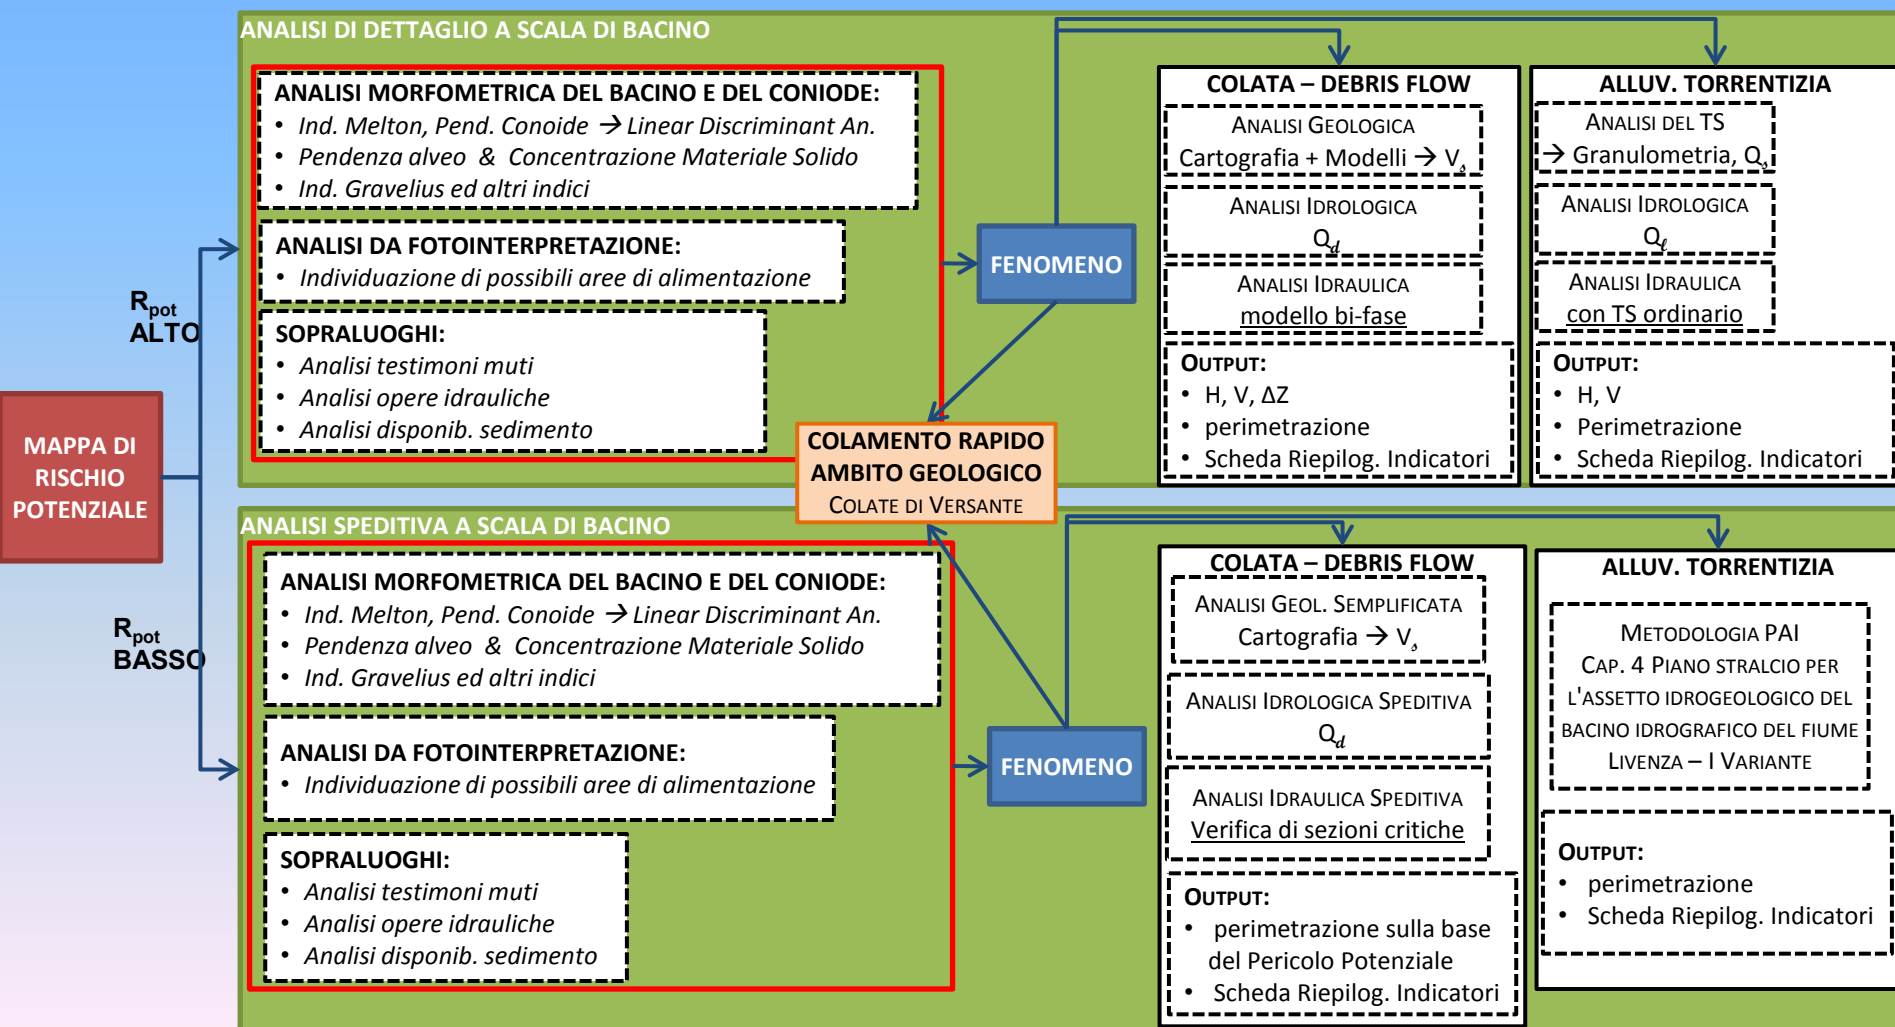 MAPPA DI
RISCHIO
POTENZIALE
Rpot
ALTO
Rpot
BASSO
ANALISI DI DETTAGLIO A SCALA DI BACINO
ANALISI MORFOMETRICA DEL BACINO E DEL CONIODE:
• Ind. Melton, Pend. Conoide → Linear Discriminant An.
• Pendenza alveo & Concentrazione Materiale Solido
• Ind. Gravelius ed altri indici
ANALISI DA FOTOINTERPRETAZIONE:
• Individuazione di possibili aree di alimentazione
SOPRALUOGHI:
• Analisi testimoni muti
• Analisi opere idrauliche
• Analisi disponib. sedimento
FENOMENO
COLATA – DEBRIS FLOW
ANALISI GEOLOGICA
Cartografia + Modelli → Vs
ANALISI IDROLOGICA
Qd
ANALISI IDRAULICA
modello bi-fase
OUTPUT:
• H, V, ΔZ
• perimetrazione
• Scheda Riepilog. Indicatori
ALLUV. TORRENTIZIA
ANALISI DEL TS
→ Granulometria, Qs
ANALISI IDROLOGICA
Qℓ
ANALISI IDRAULICA
con TS ordinario
OUTPUT:
• H, V
• Perimetrazione
• Scheda Riepilog. Indicatori
COLAMENTO RAPIDO
AMBITO GEOLOGICO
COLATE DI VERSANTE
ANALISI SPEDITIVA A SCALA DI BACINO
ANALISI MORFOMETRICA DEL BACINO E DEL CONIODE:
• Ind. Melton, Pend. Conoide → Linear Discriminant An.
• Pendenza alveo & Concentrazione Materiale Solido
• Ind. Gravelius ed altri indici
ANALISI DA FOTOINTERPRETAZIONE:
• Individuazione di possibili aree di alimentazione
SOPRALUOGHI:
• Analisi testimoni muti
• Analisi opere idrauliche
• Analisi disponib. sedimento
FENOMENO
COLATA – DEBRIS FLOW
ANALISI GEOL. SEMPLIFICATA
Cartografia → Vs
ANALISI IDROLOGICA SPEDITIVA
Qd
ANALISI IDRAULICA SPEDITIVA
Verifica di sezioni critiche
OUTPUT:
• perimetrazione sulla base
del Pericolo Potenziale
• Scheda Riepilog. Indicatori
ALLUV. TORRENTIZIA
METODOLOGIA PAI
CAP. 4 PIANO STRALCIO PER
L'ASSETTO IDROGEOLOGICO DEL
BACINO IDROGRAFICO DEL FIUME
LIVENZA – I VARIANTE
OUTPUT:
• perimetrazione
• Scheda Riepilog. Indicatori